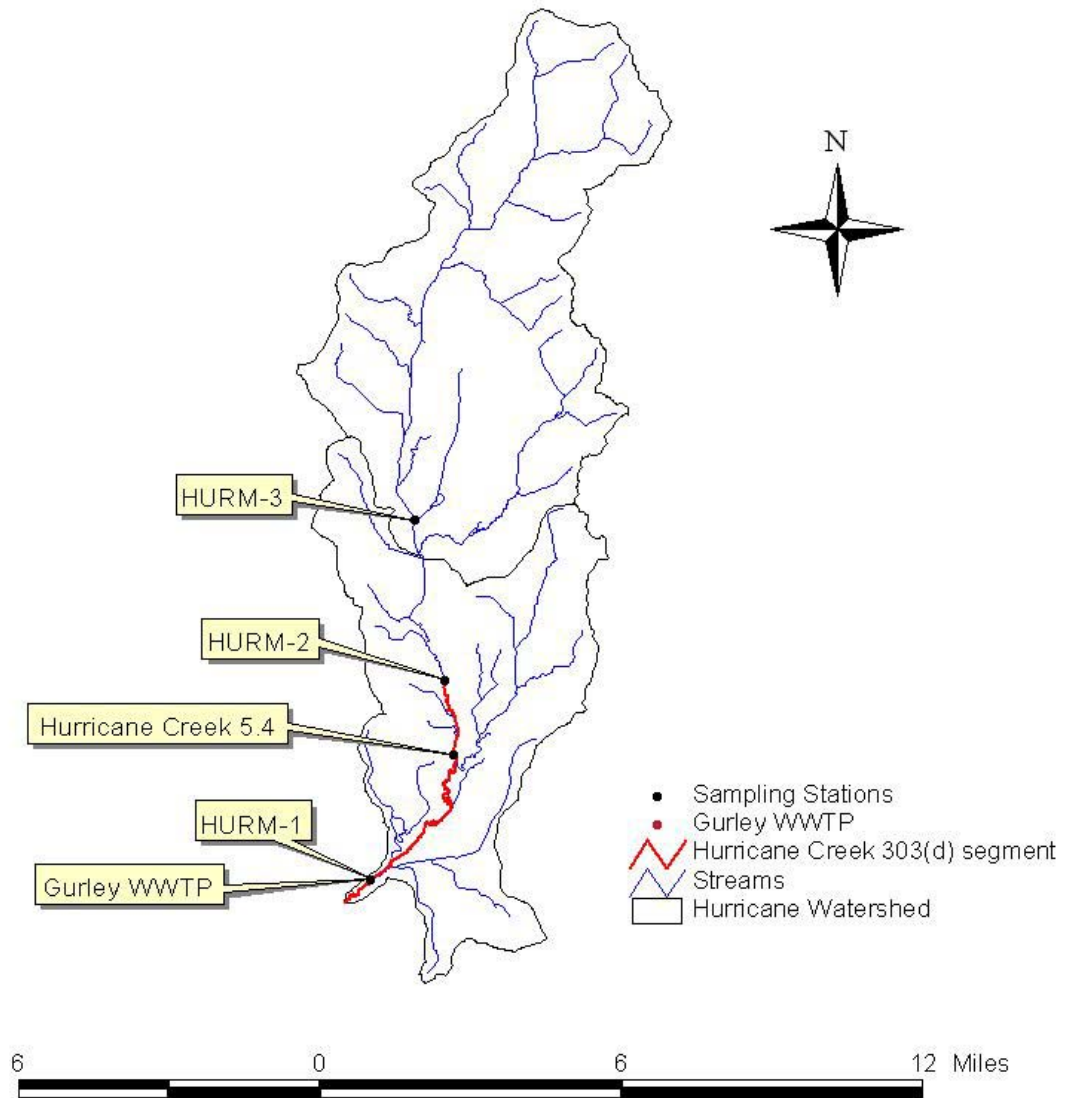 N
HURM-3
HURM-2
Hurricane Creek 5.4
HURM-1
Gurley WWTP
Sampling Stations
Gurley WWTP
Hurricane Creek 303(d) segment
Streams
Hurricane Watershed
6 0 6 12 Miles